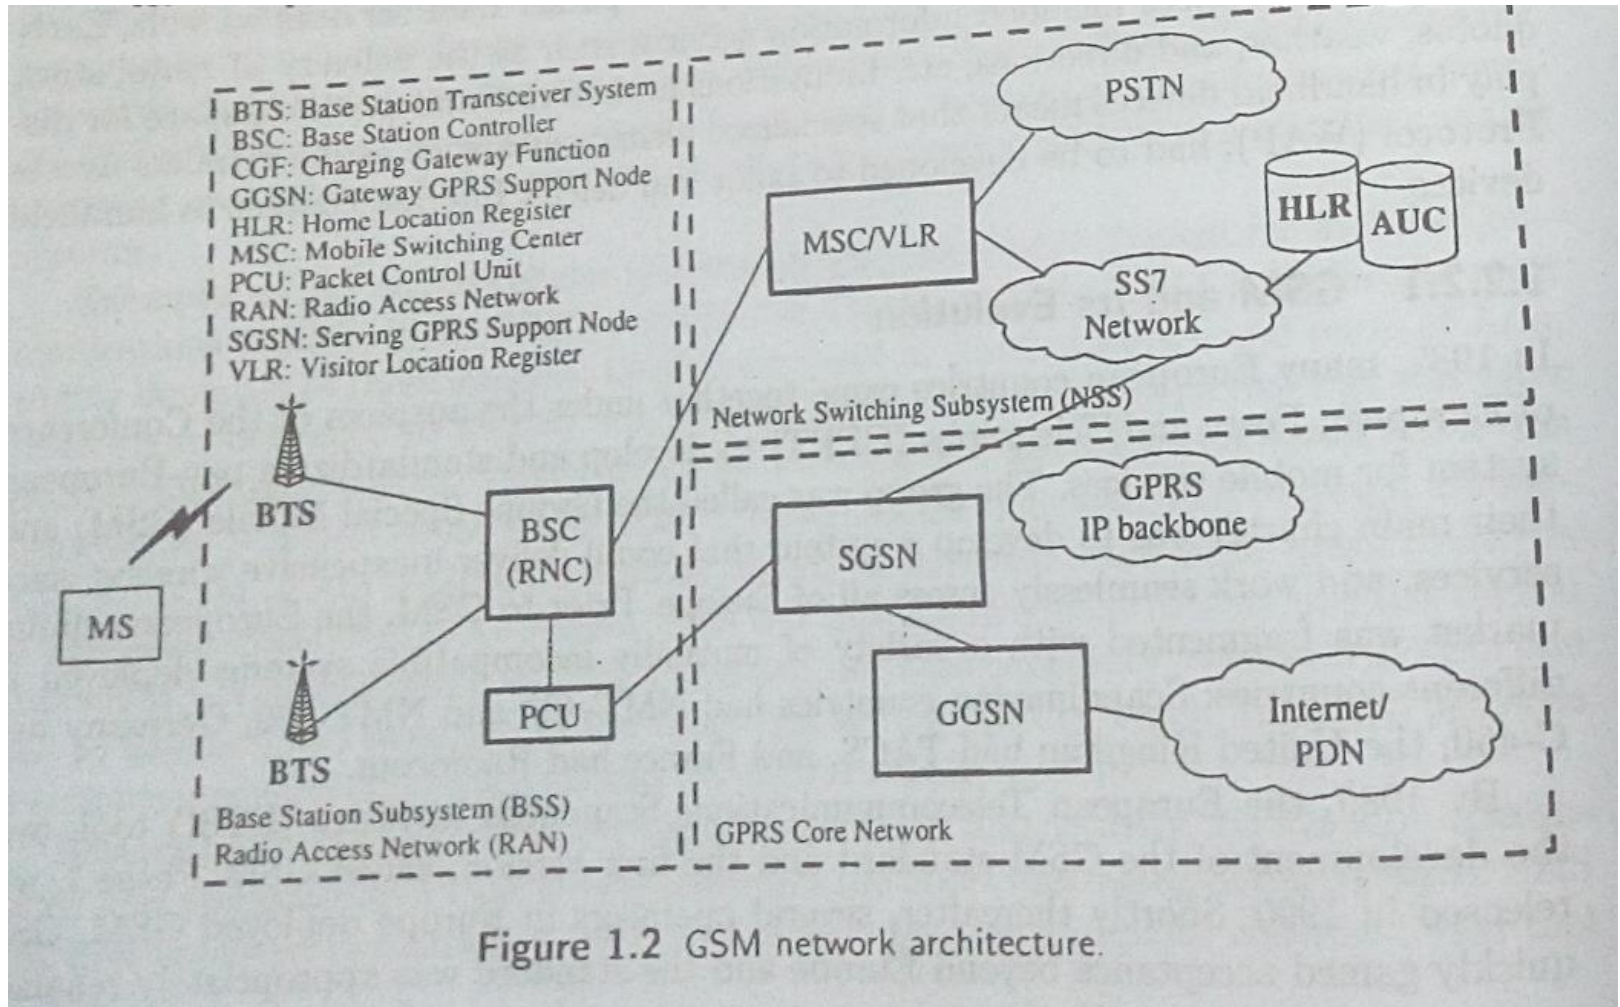 BTS: Base Station Transceiver System
BSC: Base Station Controller
CGF: Charging Gateway Function
GGSN: Gateway GPRS Support Node
HLR: Home Location Register
MSC: Mobile Switching Center
PCU: Packet Control Unit
RAN: Radio Access Network
SGSN: Serving GPRS Support Node
VLR: Visitor Location Register
BTS
MS
BTS
BSC
(RNC)
PCU
Base Station Subsystem (BSS)
Radio Access Network (RAN)
PSTN
MSC/VLR
HLR
AUC
SS7
Network
Network Switching Subsystem (NSS)
GPRS
IP backbone
SGSN
GGSN
Internet/
PDN
GPRS Core Network
Figure 1.2 GSM network architecture.